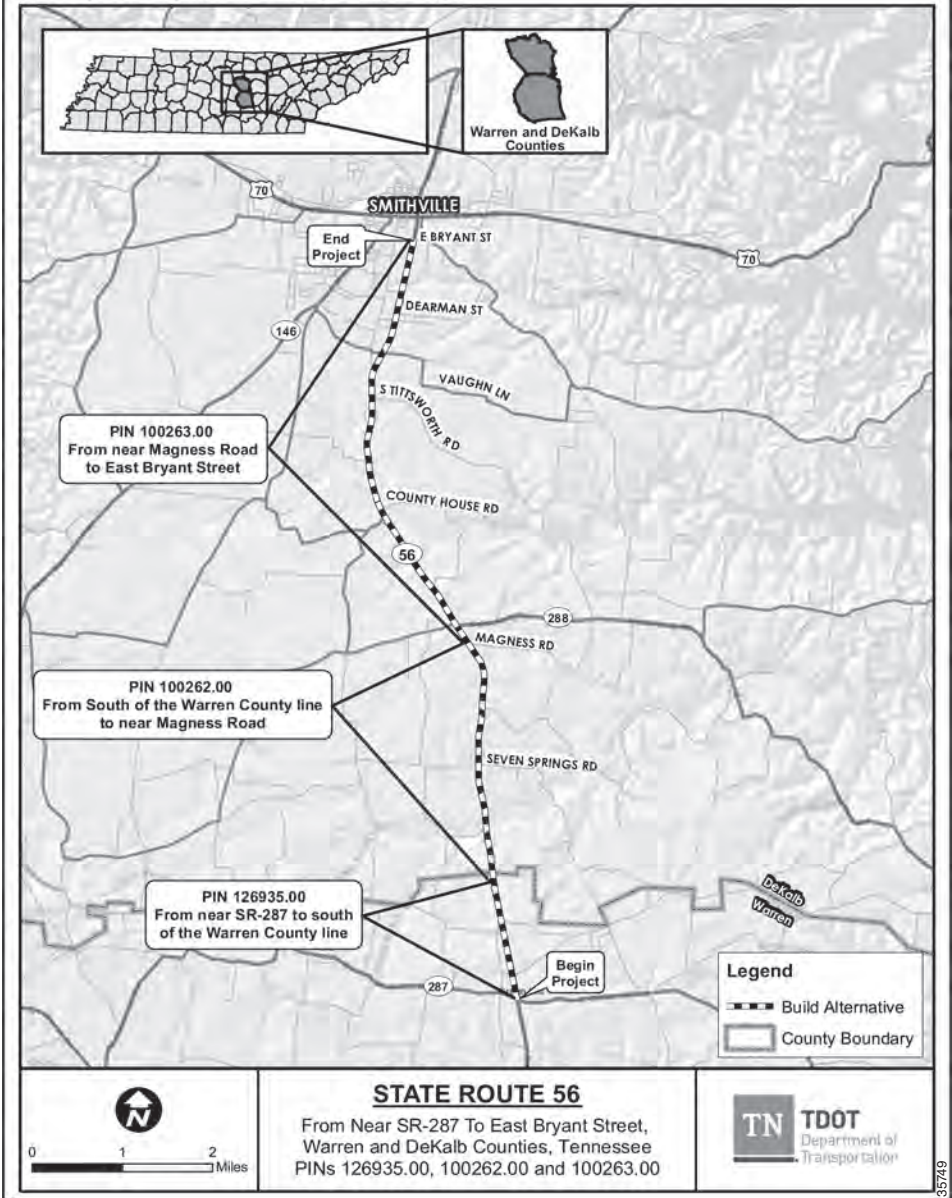 Warren and DeKalb
Counties
70
SMITHVILLE
End
Project
E BRYANT ST
70
DEARMAN ST
146
VAUGHN LN
S TITTSWORTH RD
PIN 100263.00
From near Magness Road
to East Bryant Street
COUNTY HOUSE RD
56
288
MAGNESS RD
PIN 100262.00
From South of the Warren County line
to near Magness Road
SEVEN SPRINGS RD
PIN 126935.00
From near SR-287 to south
of the Warren County line
DeKalb
Warren
Begin
Project
287
Legend
Build Alternative
County Boundary
N
0 1 2
Miles
STATE ROUTE 56
From Near SR-287 To East Bryant Street,
Warren and DeKalb Counties, Tennessee
PINs 126935.00, 100262.00 and 100263.00
TN
TDOT
Department of
Transportation
35749